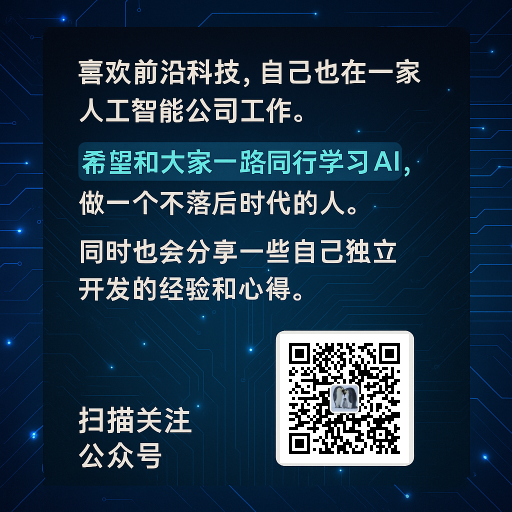 喜欢前沿科技，自己也在一家
人工智能公司工作。
希望和大家一路同行学习AI，
做一个不落后时代的人。
同时也会分享一些自己独立
开发的经验和心得。
扫描关注
公众号